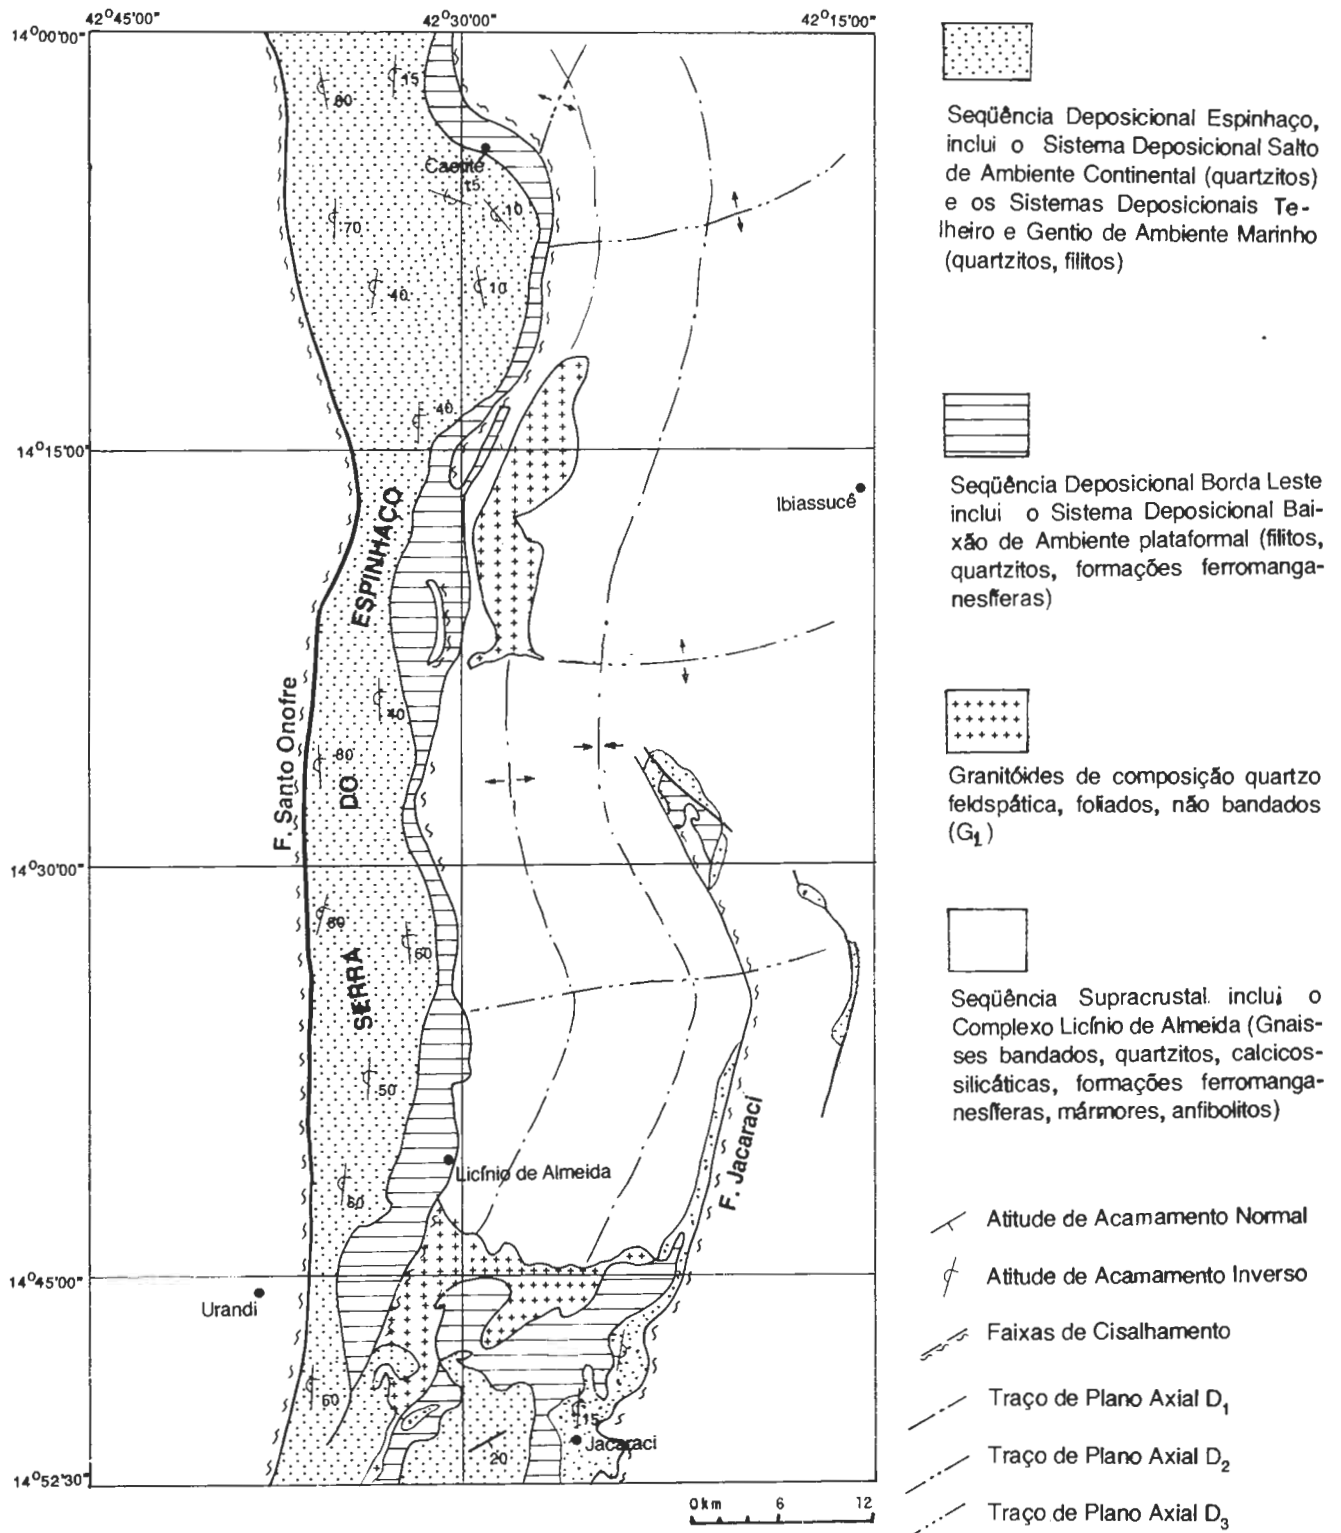 42°45'00"
42°30'00"
42°15'00"
14°00'00"
80
15
Caetité
15
10
70
40
10
40
14°15'00"
Ibiassucê
ESPINHAÇO
40
80
DO
F. Santo Onofre
14°30'00"
80
60
SERRA
50
F. Jacaraci
Licínio de Almeida
60
14°45'00"
Urandi
60
15
Jacaraci
20
14°52'30"
0 km 6 12
Seqüência Deposicional Espinhaço,
inclui o Sistema Deposicional Salto
de Ambiente Continental (quartzitos)
e os Sistemas Deposicionais Te-
lheiro e Gentio de Ambiente Marinho
(quartzitos, filitos)
Seqüência Deposicional Borda Leste
inclui o Sistema Deposicional Bai-
xão de Ambiente plataformal (filitos,
quartzitos, formações ferromanga-
nesíferas)
Granitóides de composição quartzo
feldspática, foliados, não bandados
(G1)
Seqüência Supracrustal inclui o
Complexo Licínio de Almeida (Gnais-
ses bandados, quartzitos, calcicos-
silicáticas, formações ferromanga-
nesíferas, mármores, anfibolitos)
Atitude de Acamamento Normal
Atitude de Acamamento Inverso
Faixas de Cisalhamento
Traço de Plano Axial D1
Traço de Plano Axial D2
Traço de Plano Axial D3